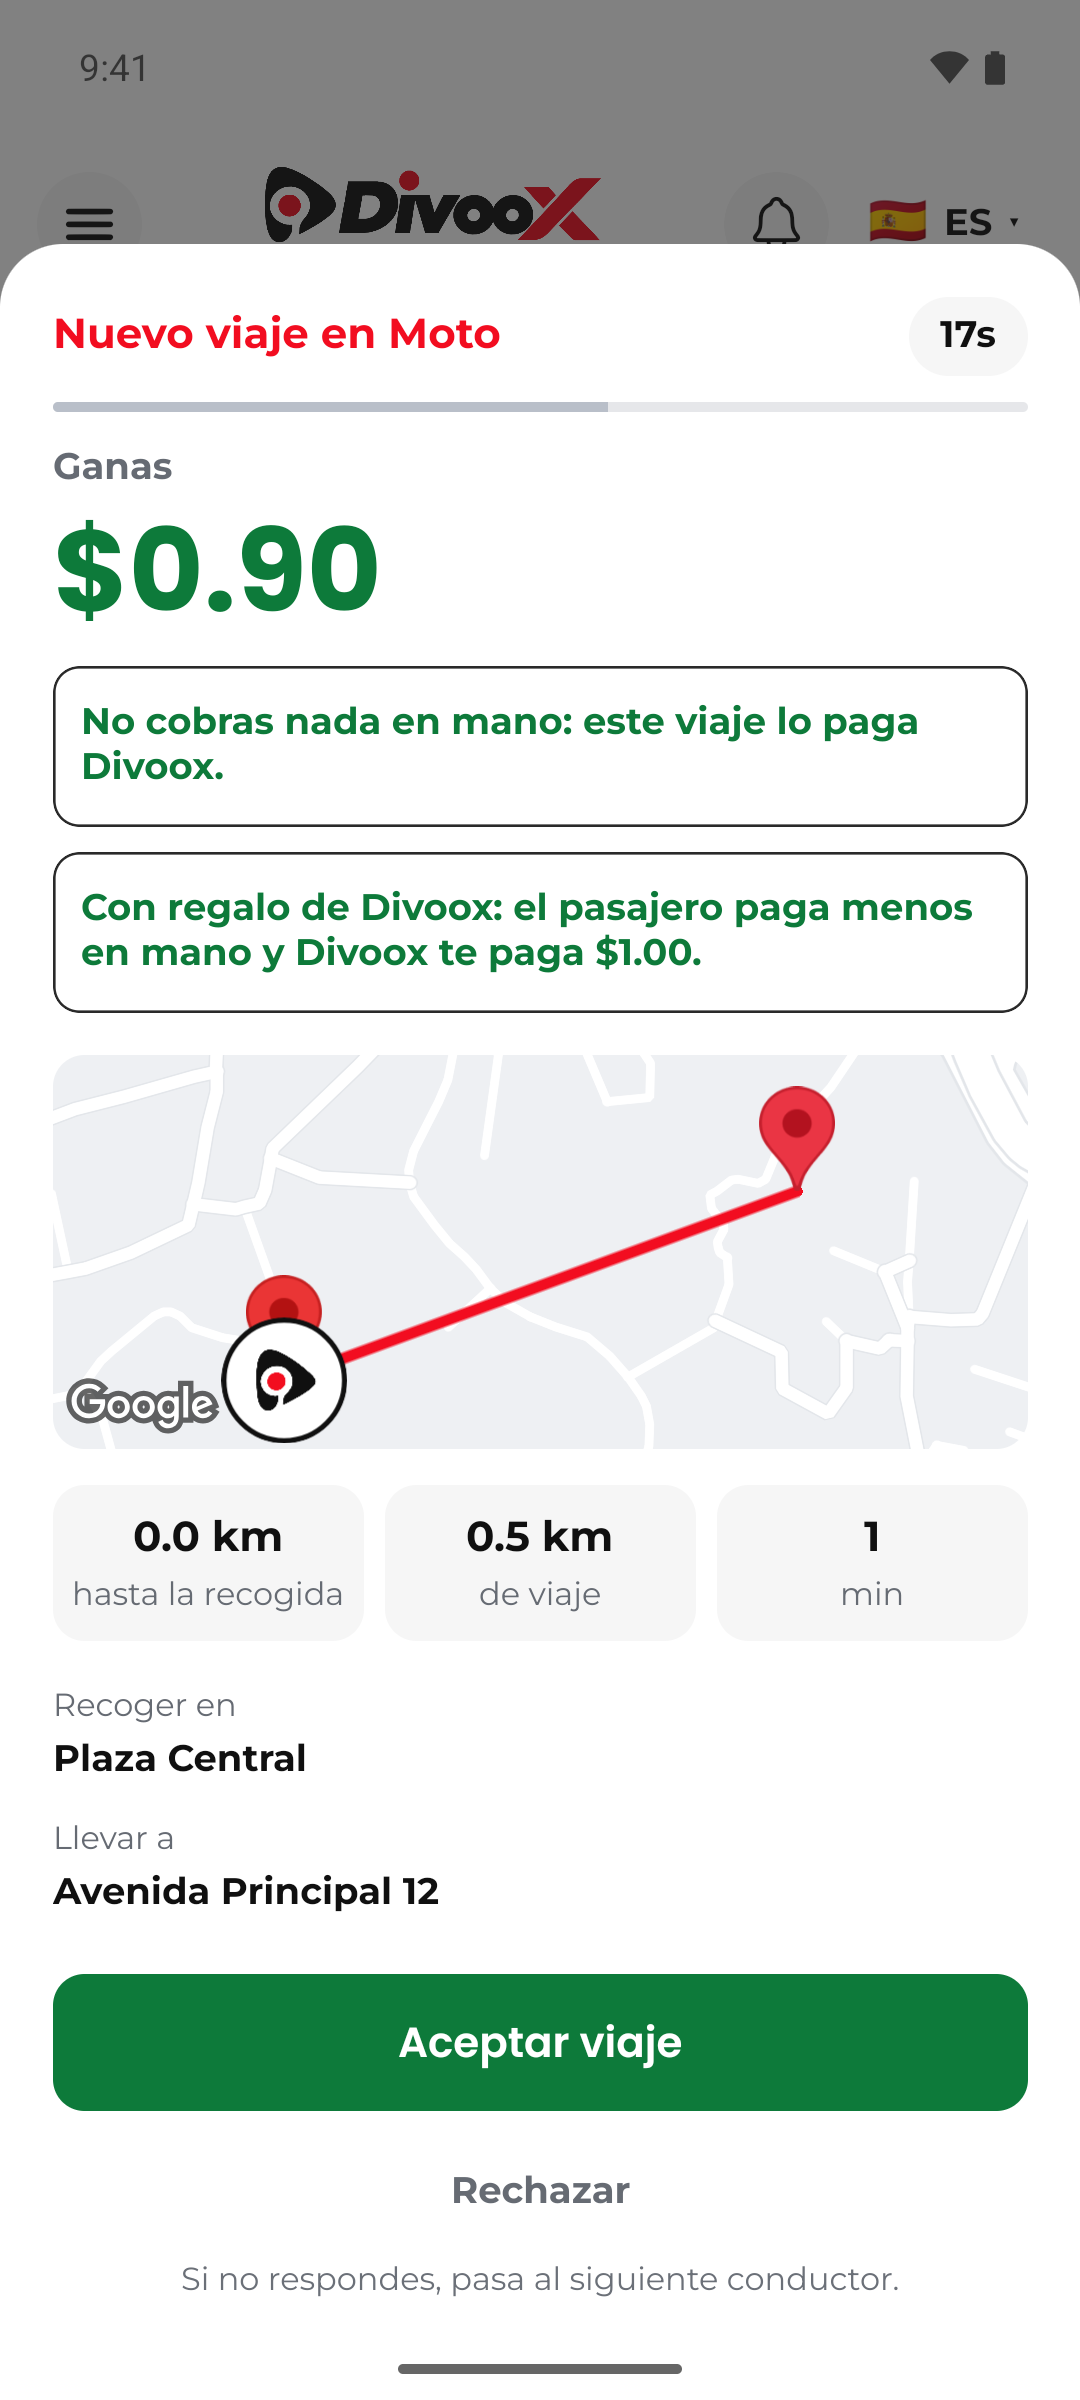 9:41
DivooX
ES
Nuevo viaje en Moto
17s
Ganas
$0.90
No cobras nada en mano: este viaje lo paga
Divoox.
Con regalo de Divoox: el pasajero paga menos
en mano y Divoox te paga $1.00.
Google
0.0 km
hasta la recogida
0.5 km
de viaje
1
min
Recoger en
Plaza Central
Llevar a
Avenida Principal 12
Aceptar viaje
Rechazar
Si no respondes, pasa al siguiente conductor.